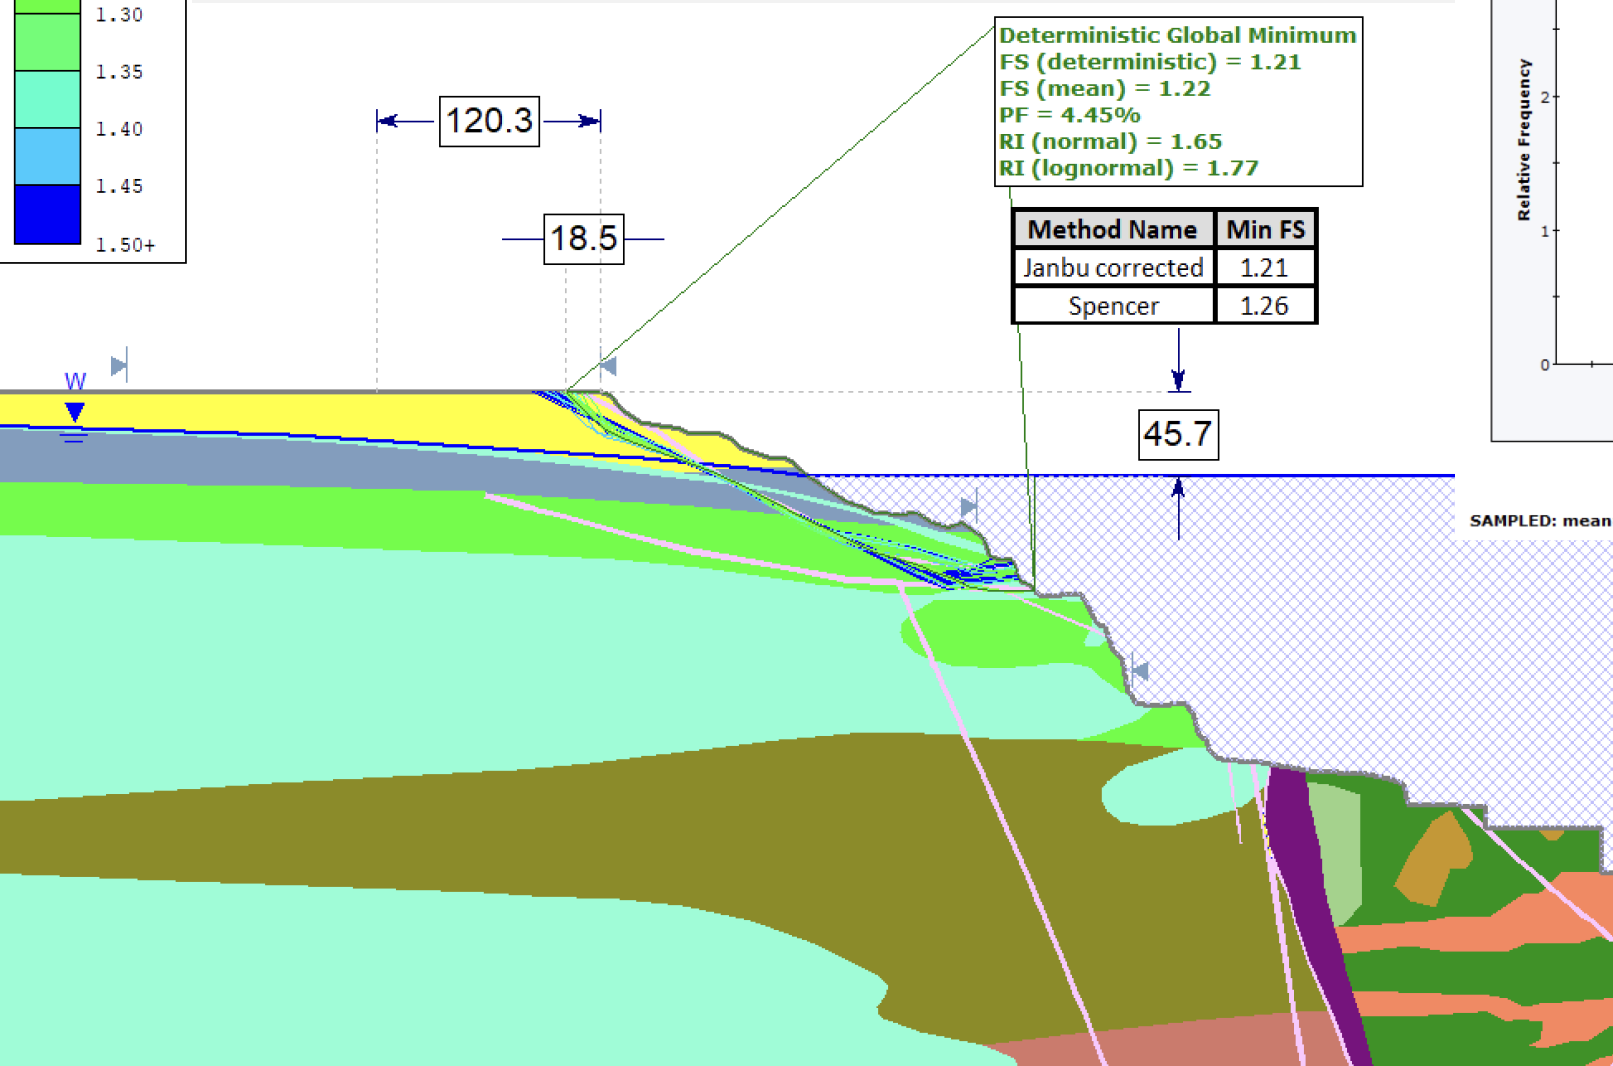 1.30
1.35
1.40
1.45
1.50+
120.3
18.5
Deterministic Global Minimum
FS (deterministic) = 1.21
FS (mean) = 1.22
PF = 4.45%
RI (normal) = 1.65
RI (lognormal) = 1.77
Method Name Min FS
Janbu corrected 1.21
Spencer 1.26
45.7
W
Relative Frequency
2
1
0
SAMPLED: mean